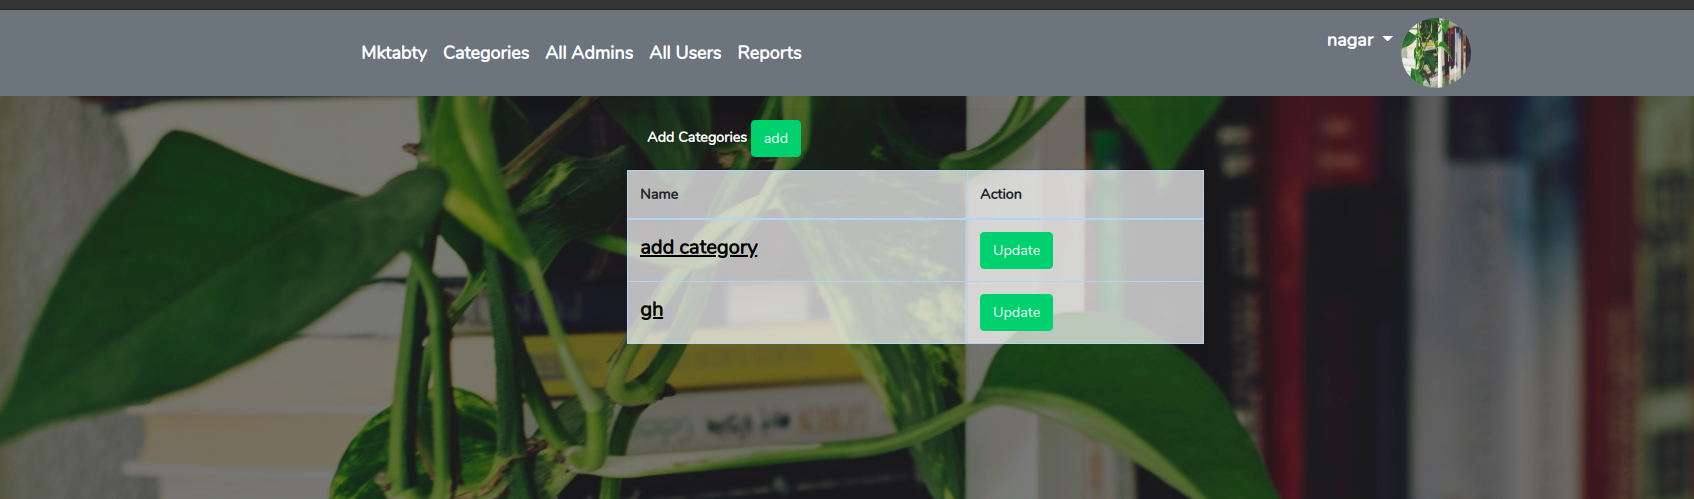 Mktabty Categories All Admins All Users Reports nagar
Add Categories add
Name Action
add category Update
gh Update